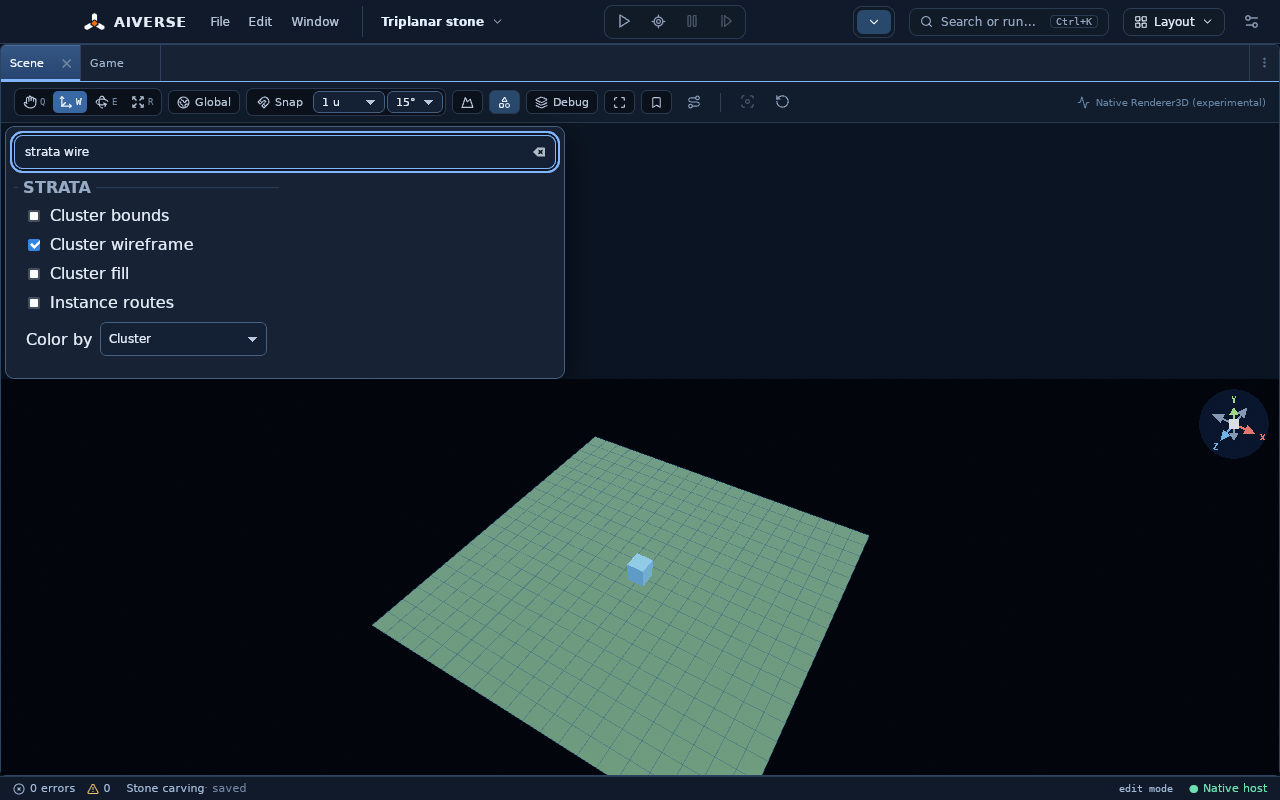 AIVERSE File Edit Window Triplanar stone Search or run... Ctrl+K Layout
Scene Game
Q W E R Global Snap 1 u 15° Debug Native Renderer3D (experimental)
strata wire
STRATA
Cluster bounds
Cluster wireframe
Cluster fill
Instance routes
Color by Cluster
Y
X
Z
0 errors 0 Stone carving · saved edit mode Native host